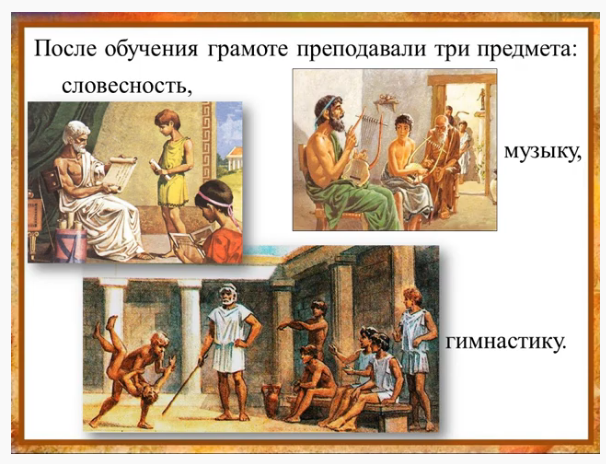 После обучения грамоте преподавали три предмета:
словесность,
музыку,
гимнастику.